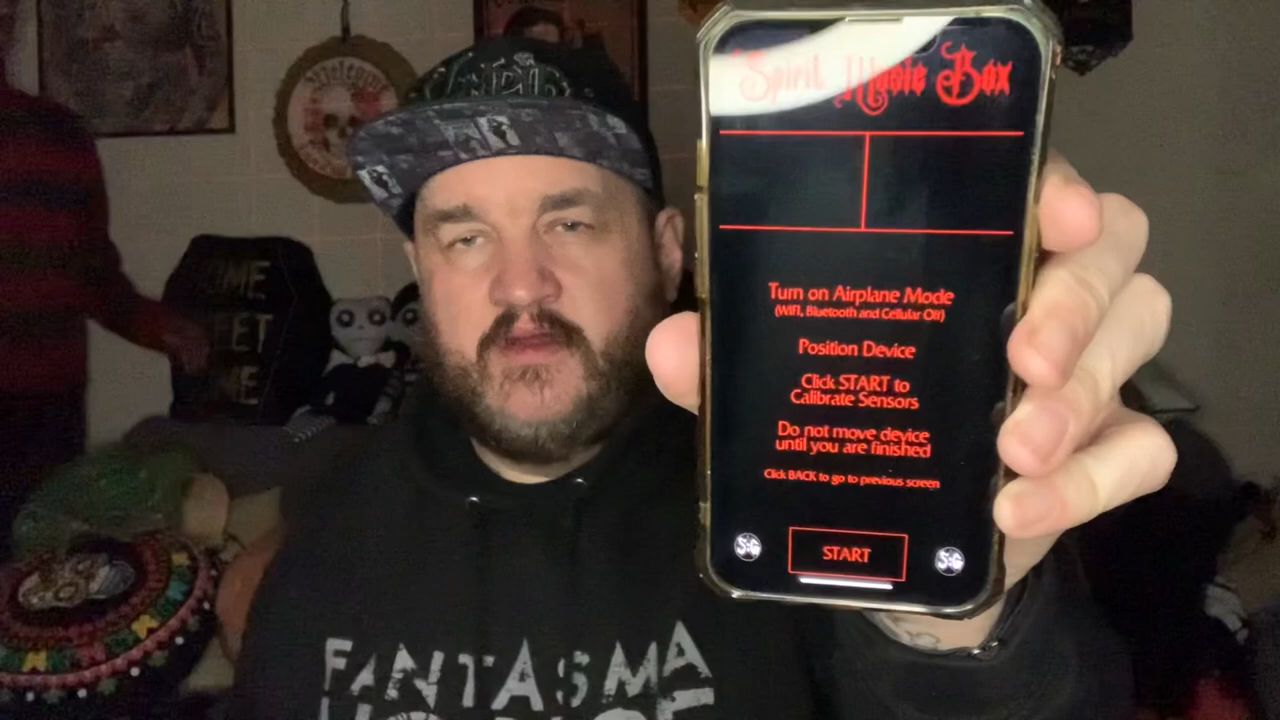 Welcome
Spirit Music Box
Turn on Airplane Mode
(WIFI, Bluetooth and Cellular Off)
Position Device
Click START to
Calibrate Sensors
Do not move device
until you are finished
Click BACK to go to previous screen
START
FANTASMA